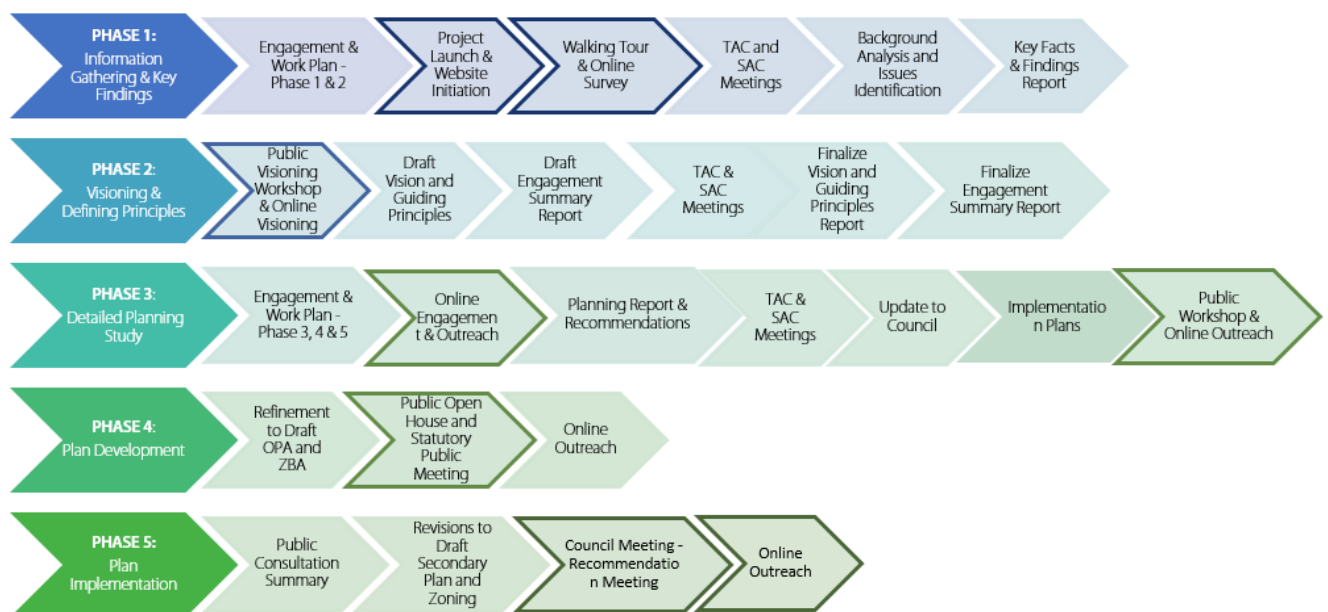 PHASE 1:
Information
Gathering & Key
Findings
Engagement &
Work Plan -
Phase 1 & 2
Project
Launch &
Website
Initiation
Walking Tour
& Online
Survey
TAC and
SAC
Meetings
Background
Analysis and
Issues
Identification
Key Facts
& Findings
Report
PHASE 2:
Visioning &
Defining Principles
Public
Visioning
Workshop
& Online
Visioning
Draft
Vision and
Guiding
Principles
Draft
Engagement
Summary
Report
TAC &
SAC
Meetings
Finalize
Vision and
Guiding
Principles
Report
Finalize
Engagement
Summary Report
PHASE 3:
Detailed Planning
Study
Engagement &
Work Plan -
Phase 3, 4 & 5
Online
Engagemen
t & Outreach
Planning Report &
Recommendations
TAC &
SAC
Meetings
Update to
Council
Implementatio
n Plans
Public
Workshop &
Online Outreach
PHASE 4:
Plan Development
Refinement
to Draft
OPA and
ZBA
Public Open
House and
Statutory
Public
Meeting
Online
Outreach
PHASE 5:
Plan
Implementation
Public
Consultation
Summary
Revisions to
Draft
Secondary
Plan and
Zoning
Council Meeting -
Recommendatio
n Meeting
Online
Outreach